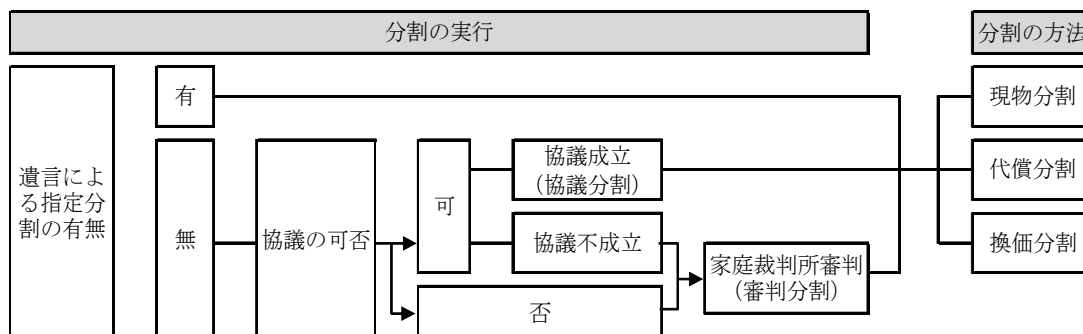 分割の実行
分割の方法
遺言によ
る指定分
割の有無
有
無
協議の可否
可
否
協議成立
（協議分割）
協議不成立
家庭裁判所審判
（審判分割）
現物分割
代償分割
換価分割